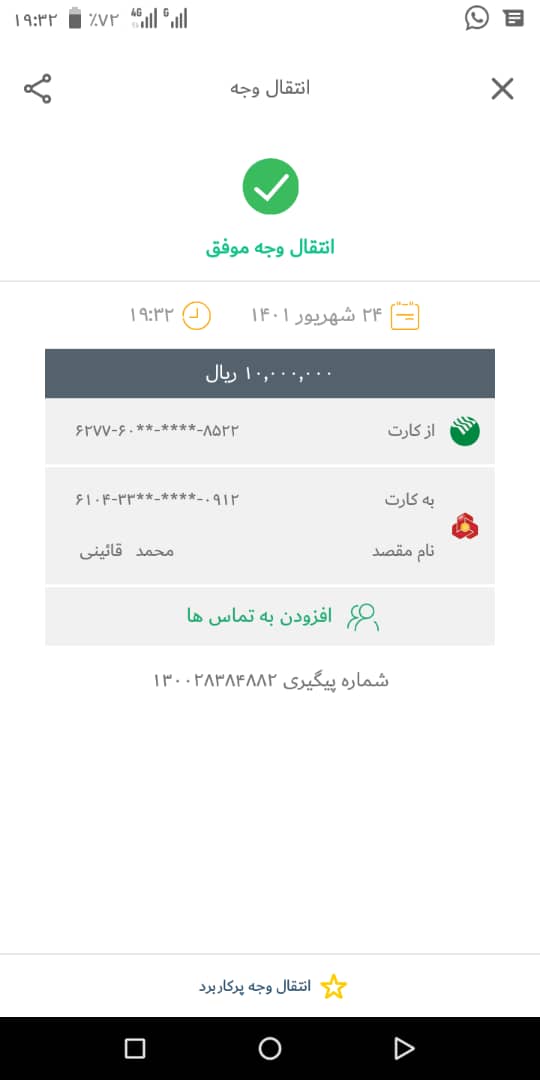 ۱۹:۳۲ ٪۷۲ 4G G
انتقال وجه
انتقال وجه موفق
۲۴ شهریور ۱۴۰۱ ۱۹:۳۲
۱۰,۰۰۰,۰۰۰ ریال
از کارت ۶۲۷۷-۶۰**-****-۸۵۲۲
به کارت ۶۱۰۴-۳۳**-****-۰۹۱۲
نام مقصد محمد قائینی
افزودن به تماس ها
شماره پیگیری ۱۳۰۰۲۸۳۸۴۸۸۲
انتقال وجه پرکاربرد